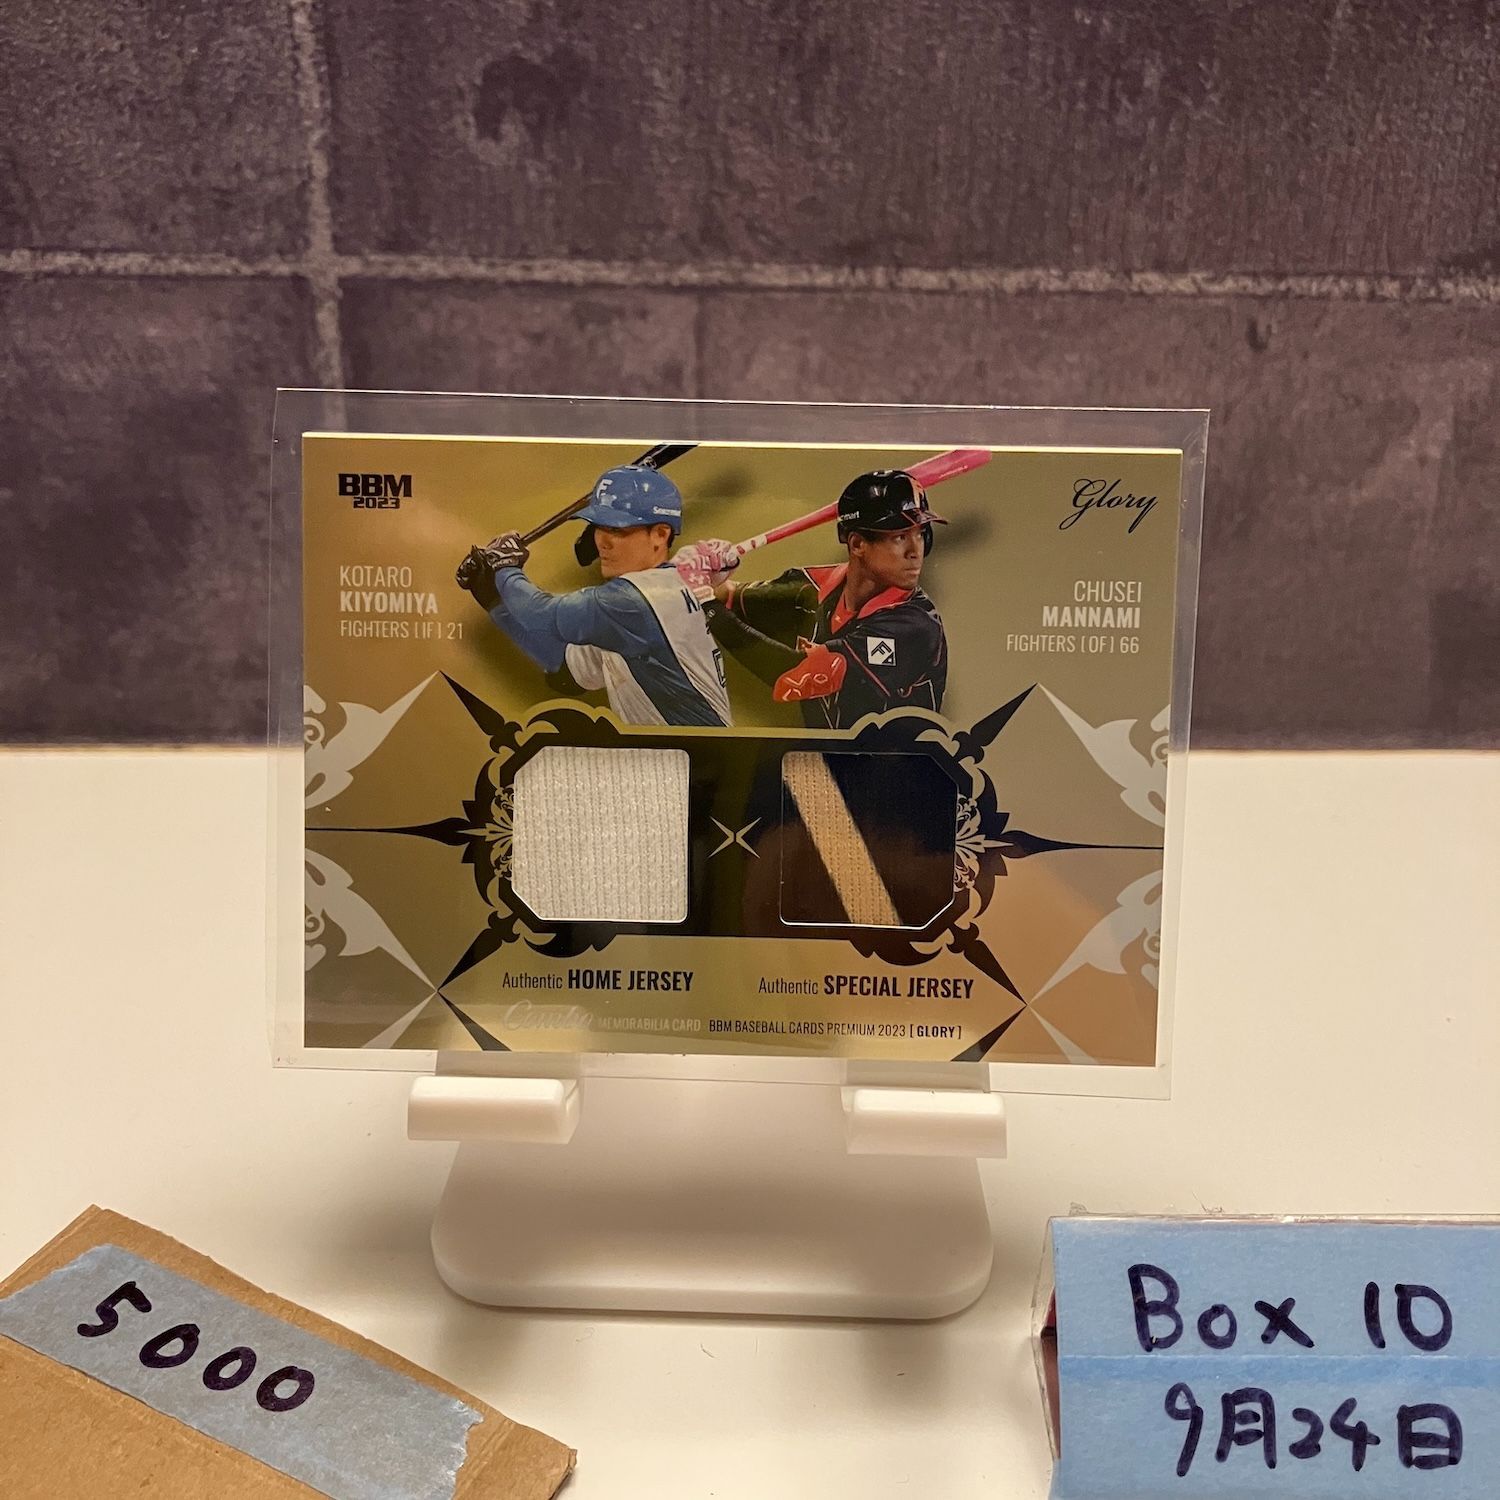 BBM
2023
Glory
KOTARO
KIYOMIYA
FIGHTERS [IF] 21
CHUSEI
MANNAMI
FIGHTERS [OF] 66
Authentic HOME JERSEY
Authentic SPECIAL JERSEY
Combo MEMORABILIA CARD BBM BASEBALL CARDS PREMIUM 2023 [GLORY]
5000
Box 10
9月24日